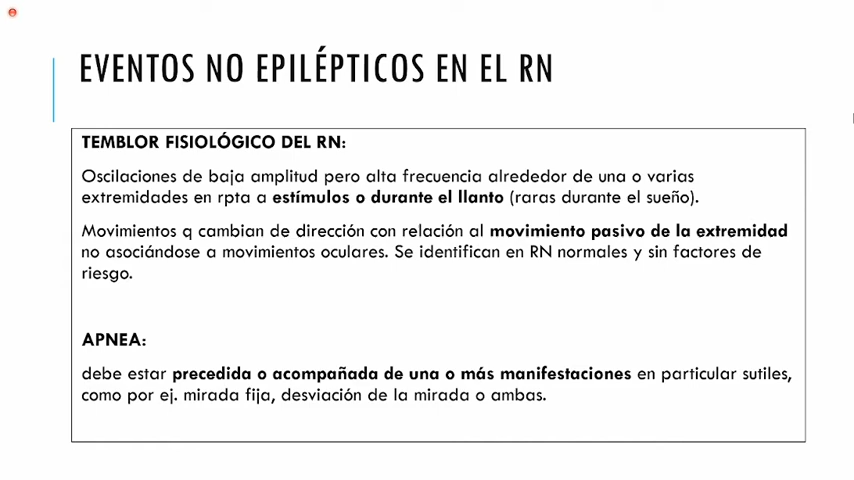 EVENTOS NO EPILÉPTICOS EN EL RN
TEMBLOR FISIOLÓGICO DEL RN:
Oscilaciones de baja amplitud pero alta frecuencia alrededor de una o varias
extremidades en rpta a estímulos o durante el llanto (raras durante el sueño).
Movimientos q cambian de dirección con relación al movimiento pasivo de la extremidad
no asociándose a movimientos oculares. Se identifican en RN normales y sin factores de
riesgo.
APNEA:
debe estar precedida o acompañada de una o más manifestaciones en particular sutiles,
como por ej. mirada fija, desviación de la mirada o ambas.